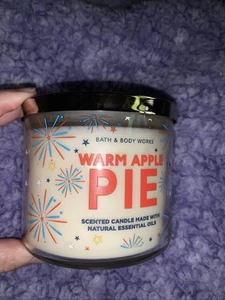 BATH & BODY WORKS
WARM APPLE
PIE
SCENTED CANDLE MADE WITH
NATURAL ESSENTIAL OILS